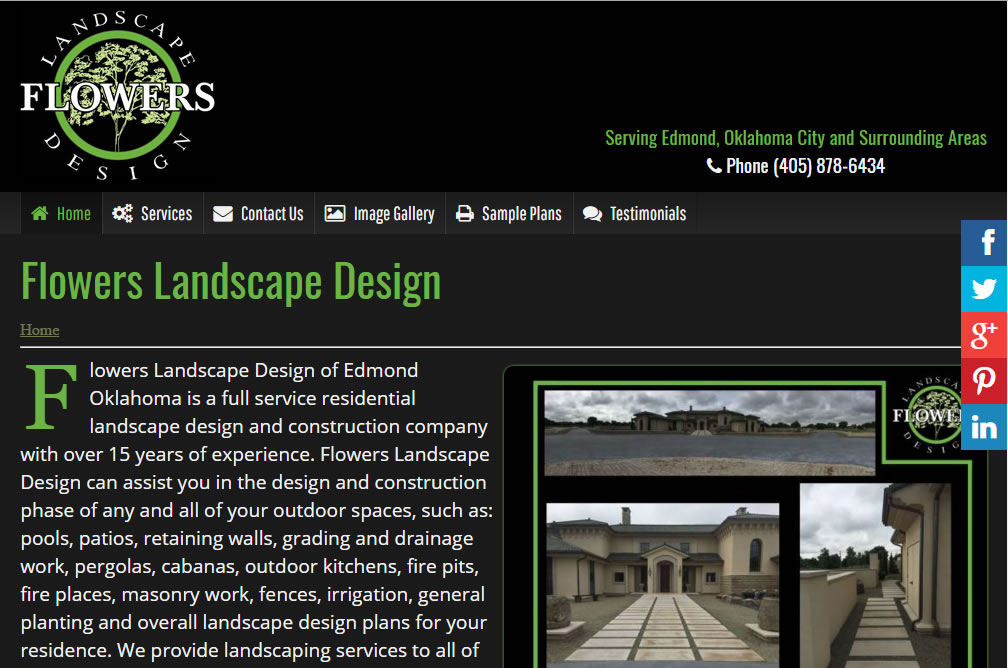 LANDSCAPE
FLOWERS
DESIGN
Serving Edmond, Oklahoma City and Surrounding Areas
Phone (405) 878-6434
Home
Services
Contact Us
Image Gallery
Sample Plans
Testimonials
Flowers Landscape Design
Home
Flowers Landscape Design of Edmond
Oklahoma is a full service residential
landscape design and construction company
with over 15 years of experience. Flowers Landscape
Design can assist you in the design and construction
phase of any and all of your outdoor spaces, such as:
pools, patios, retaining walls, grading and drainage
work, pergolas, cabanas, outdoor kitchens, fire pits,
fire places, masonry work, fences, irrigation, general
planting and overall landscape design plans for your
residence. We provide landscaping services to all of
LANDSCA
FLOWE
DESIG
f
g+
in